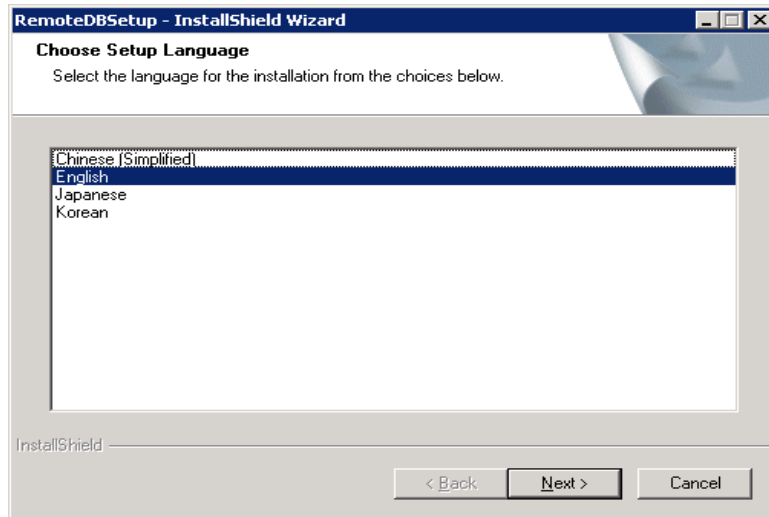 RemoteDBSetup - InstallShield Wizard
Choose Setup Language
Select the language for the installation from the choices below.
Chinese (Simplified)
English
Japanese
Korean
InstallShield
< Back Next > Cancel